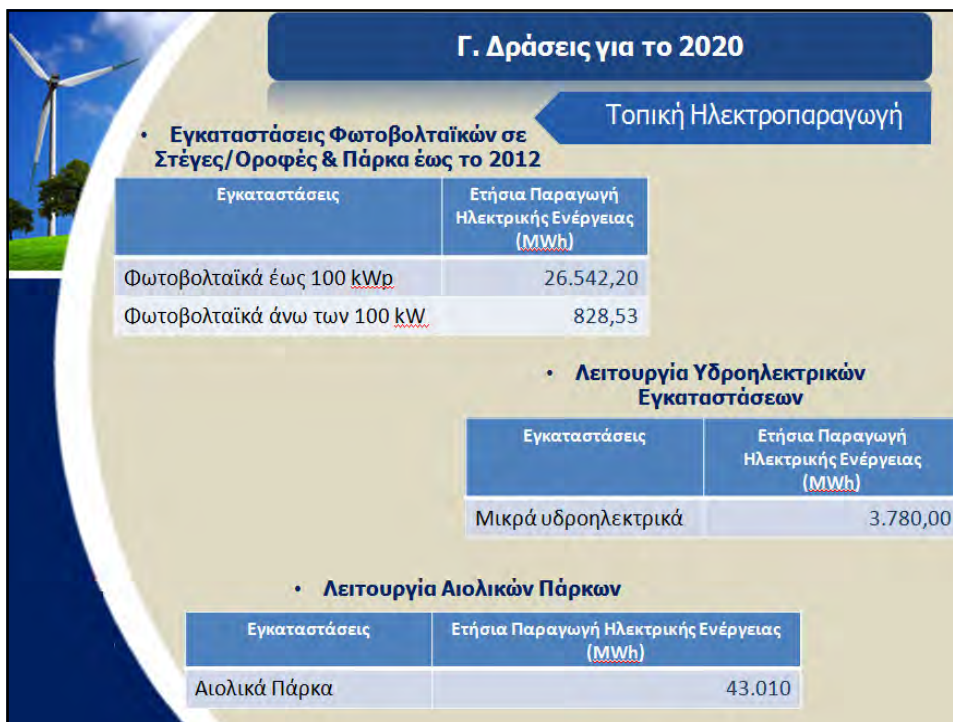 Γ. Δράσεις για το 2020
Τοπική Ηλεκτροπαραγωγή
• Εγκαταστάσεις Φωτοβολταϊκών σε
Στέγες/Οροφές & Πάρκα έως το 2012
Εγκαταστάσεις
Ετήσια Παραγωγή
Ηλεκτρικής Ενέργειας
(MWh)
Φωτοβολταϊκά έως 100 kWp
26.542,20
Φωτοβολταϊκά άνω των 100 kW
828,53
• Λειτουργία Υδροηλεκτρικών
Εγκαταστάσεων
Εγκαταστάσεις
Ετήσια Παραγωγή
Ηλεκτρικής Ενέργειας
(MWh)
Μικρά υδροηλεκτρικά
3.780,00
• Λειτουργία Αιολικών Πάρκων
Εγκαταστάσεις
Ετήσια Παραγωγή Ηλεκτρικής Ενέργειας
(MWh)
Αιολικά Πάρκα
43.010